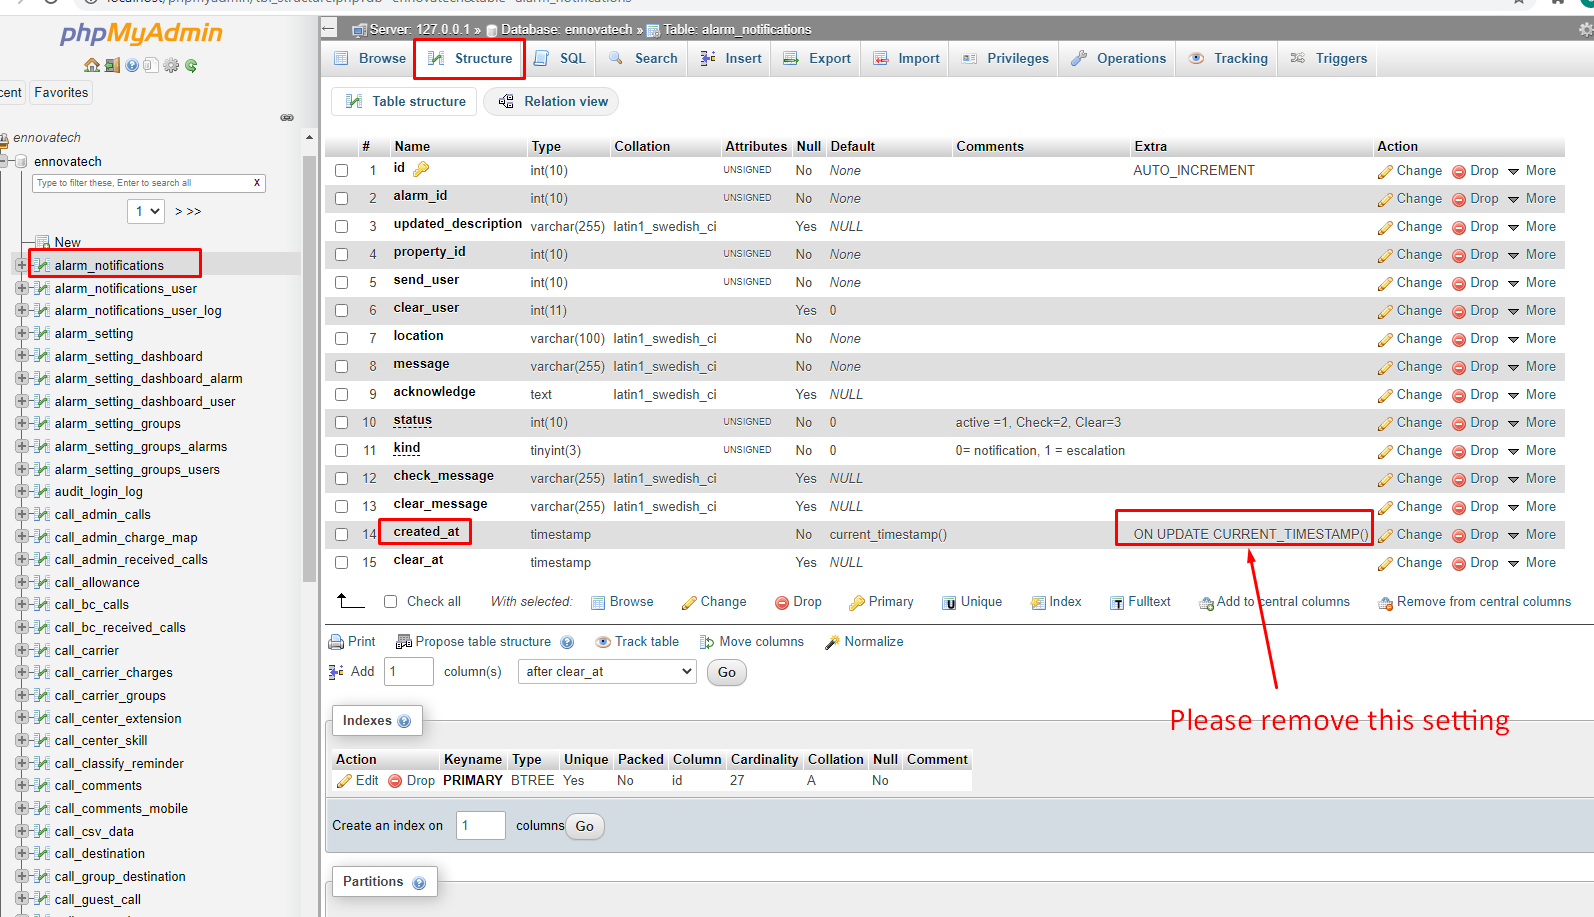 phpMyAdmin
Favorites
ennovatech
ennovatech
Type to filter these, Enter to search all X
1 > >>
New
alarm_notifications
alarm_notifications_user
alarm_notifications_user_log
alarm_setting
alarm_setting_dashboard
alarm_setting_dashboard_alarm
alarm_setting_dashboard_user
alarm_setting_groups
alarm_setting_groups_alarms
alarm_setting_groups_users
audit_login_log
call_admin_calls
call_admin_charge_map
call_admin_received_calls
call_allowance
call_bc_calls
call_bc_received_calls
call_carrier
call_carrier_charges
call_carrier_groups
call_center_extension
call_center_skill
call_classify_reminder
call_comments
call_comments_mobile
call_csv_data
call_destination
call_group_destination
call_guest_call
Server: 127.0.0.1 » Database: ennovatech » Table: alarm_notifications
Browse Structure SQL Search Insert Export Import Privileges Operations Tracking Triggers
Table structure Relation view
# Name Type Collation Attributes Null Default Comments Extra Action
1 id int(10) UNSIGNED No None AUTO_INCREMENT Change Drop More
2 alarm_id int(10) UNSIGNED No None Change Drop More
3 updated_description varchar(255) latin1_swedish_ci Yes NULL Change Drop More
4 property_id int(10) UNSIGNED No None Change Drop More
5 send_user int(10) UNSIGNED No None Change Drop More
6 clear_user int(11) Yes 0 Change Drop More
7 location varchar(100) latin1_swedish_ci No None Change Drop More
8 message varchar(255) latin1_swedish_ci No None Change Drop More
9 acknowledge text latin1_swedish_ci Yes NULL Change Drop More
10 status int(10) UNSIGNED No 0 active =1, Check=2, Clear=3 Change Drop More
11 kind tinyint(3) UNSIGNED No 0 0= notification, 1 = escalation Change Drop More
12 check_message varchar(255) latin1_swedish_ci Yes NULL Change Drop More
13 clear_message varchar(255) latin1_swedish_ci Yes NULL Change Drop More
14 created_at timestamp No current_timestamp() ON UPDATE CURRENT_TIMESTAMP() Change Drop More
15 clear_at timestamp Yes NULL Change Drop More
Check all With selected: Browse Change Drop Primary Unique Index Fulltext Add to central columns Remove from central columns
Print Propose table structure Track table Move columns Normalize
Add 1 column(s) after clear_at Go
Please remove this setting
Indexes
Action Keyname Type Unique Packed Column Cardinality Collation Null Comment
Edit Drop PRIMARY BTREE Yes No id 27 A No
Create an index on 1 columns Go
Partitions